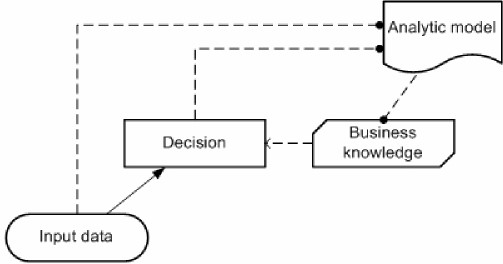 Analytic model
Decision
Business
knowledge
Input data